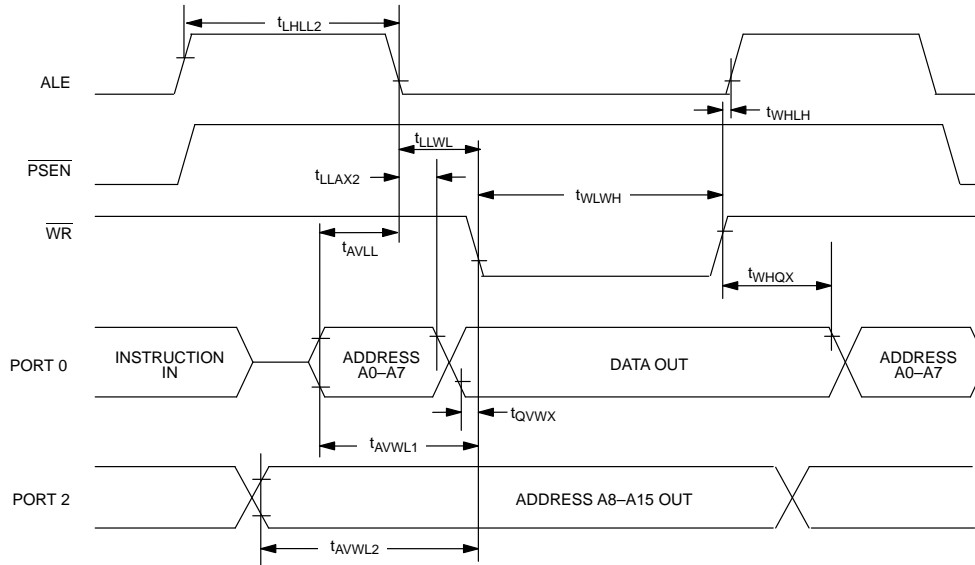 tLHLL2
ALE
tWHLH
tLLWL
PSEN
tLLAX2
tWLWH
WR
tAVLL
tWHQX
PORT 0
INSTRUCTION
IN
ADDRESS
A0–A7
DATA OUT
ADDRESS
A0–A7
tQVWX
tAVWL1
PORT 2
ADDRESS A8–A15 OUT
tAVWL2